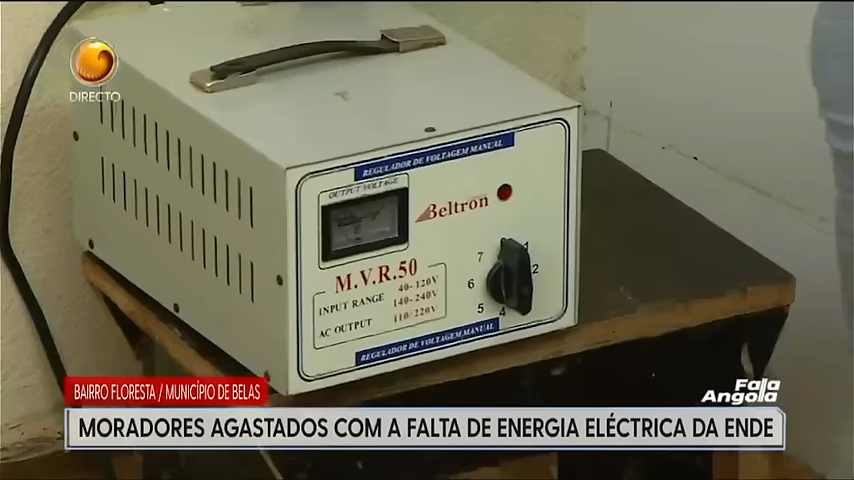 DIRECTO
REGULADOR DE VOLTAGEM MANUAL
OUTPUT VOLTAGE
Beltron
M.V.R.50
INPUT RANGE 40-120V
140-240V
AC OUTPUT 110/220V
7 1
6 2
5 4
REGULADOR DE VOLTAGEM MANUAL
BAIRRO FLORESTA / MUNICÍPIO DE BELAS
Fala
Angola
MORADORES AGASTADOS COM A FALTA DE ENERGIA ELÉCTRICA DA ENDE